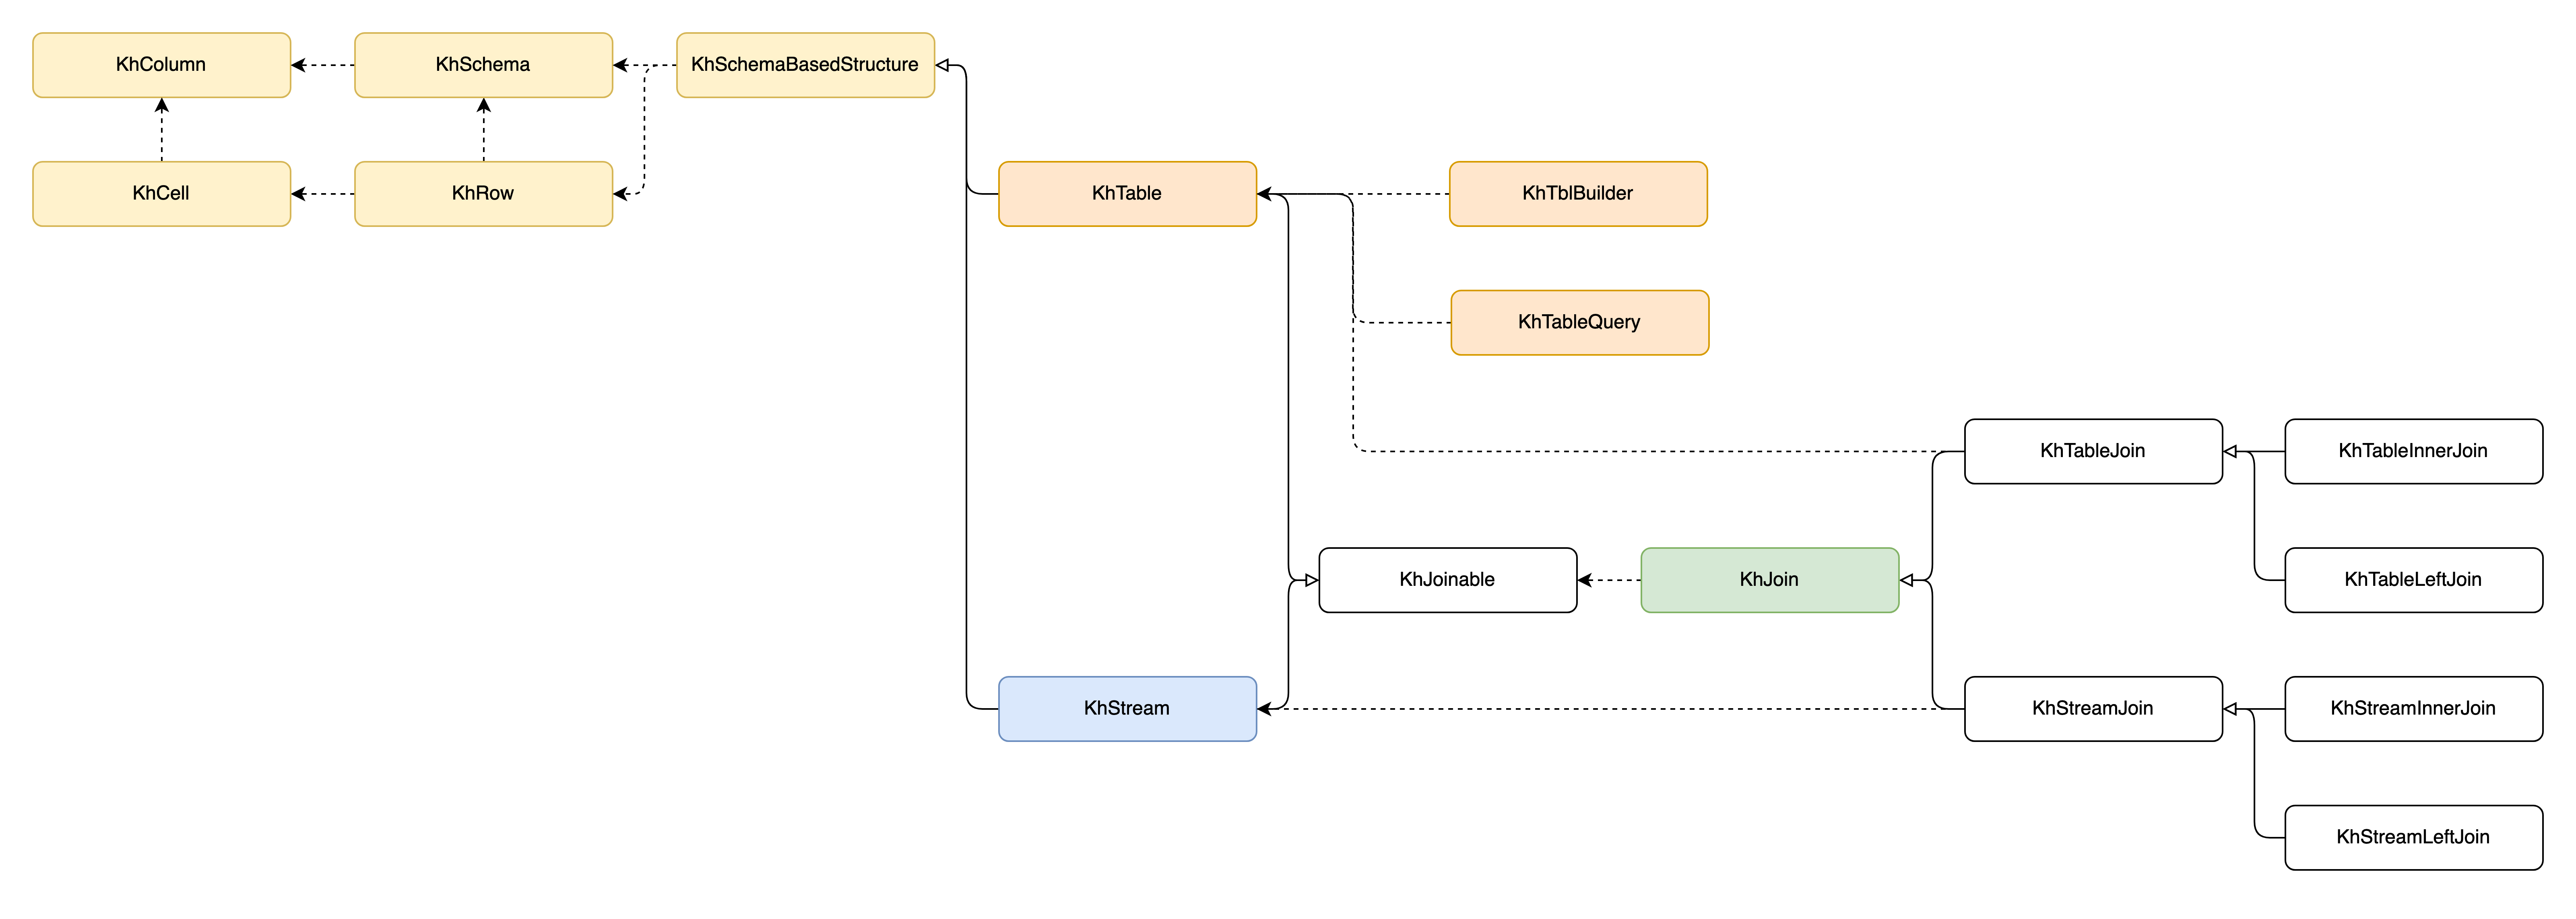 KhColumn
KhSchema
KhSchemaBasedStructure
KhCell
KhRow
KhTable
KhTblBuilder
KhTableQuery
KhTableJoin
KhTableInnerJoin
KhJoinable
KhJoin
KhTableLeftJoin
KhStream
KhStreamJoin
KhStreamInnerJoin
KhStreamLeftJoin